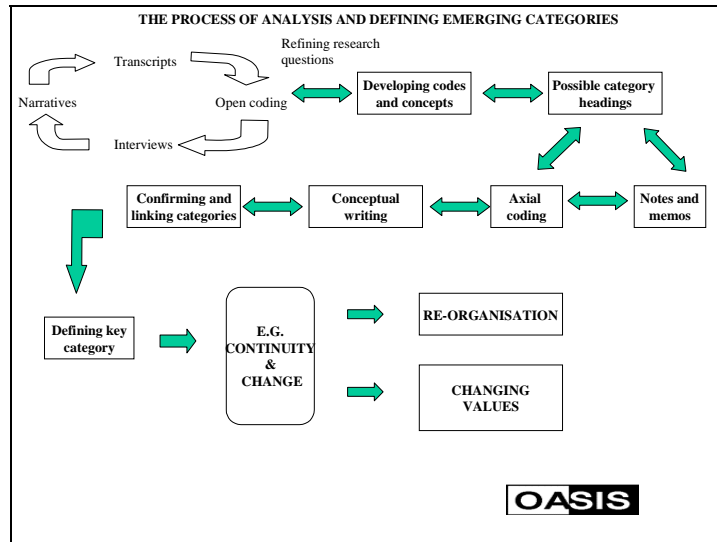 THE PROCESS OF ANALYSIS AND DEFINING EMERGING CATEGORIES
Transcripts
Refining research
questions
Narratives
Open coding
Interviews
Developing codes
and concepts
Possible category
headings
Confirming and
linking categories
Conceptual
writing
Axial
coding
Notes and
memos
Defining key
category
E.G.
CONTINUITY
&
CHANGE
RE-ORGANISATION
CHANGING
VALUES
OASIS